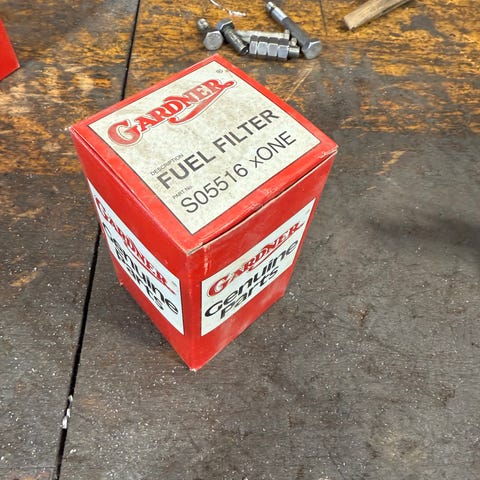 GARDNER®
DESCRIPTION
FUEL FILTER
PART No.
S05516 xONE
GARDNER
Genuine
Parts
GARDNER
Genuine
Parts